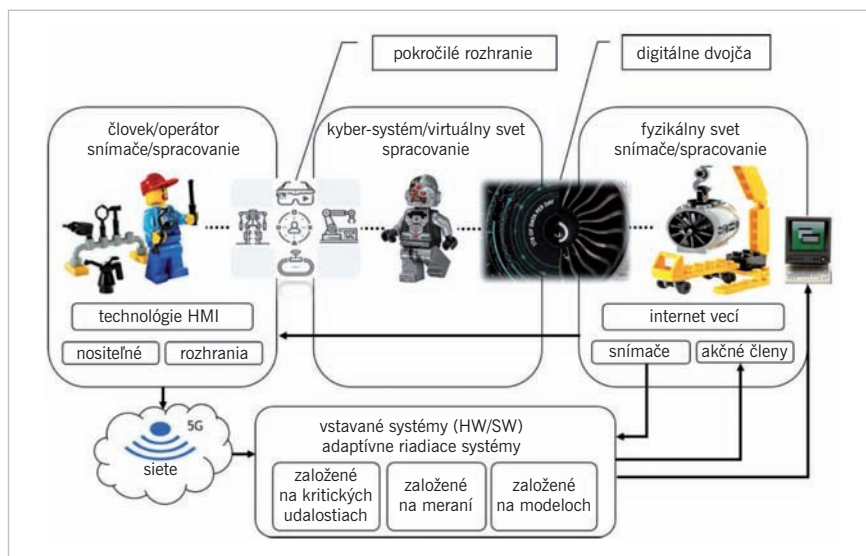 pokročilé rozhranie
digitálne dvojča
človek/operátor
snímače/spracovanie
kyber-systém/virtuálny svet
spracovanie
fyzikálny svet
snímače/spracovanie
technológie HMI
nositeľné
rozhrania
internet vecí
snímače
akčné členy
5G
siete
vstavané systémy (HW/SW)
adaptívne riadiace systémy
založené
na kritických
udalostiach
založené
na meraní
založené
na modeloch